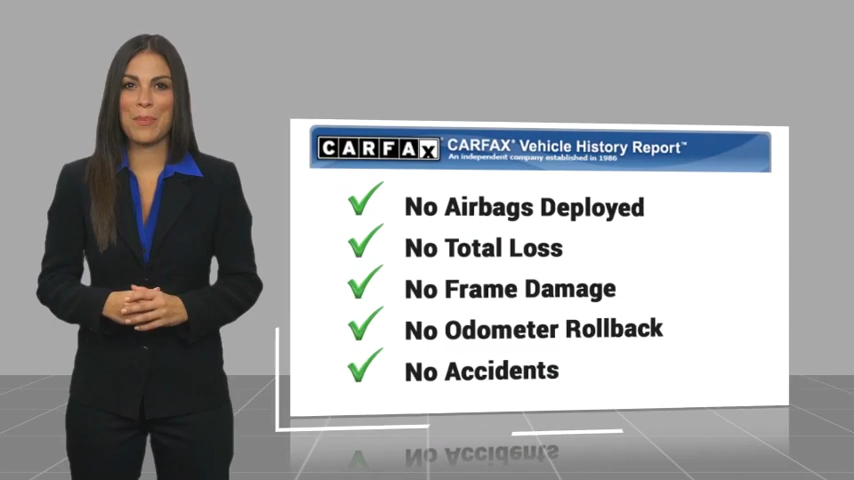 CARFAX CARFAX® Vehicle History Report™
An independent company established in 1986
No Airbags Deployed
No Total Loss
No Frame Damage
No Odometer Rollback
No Accidents
No Accidents